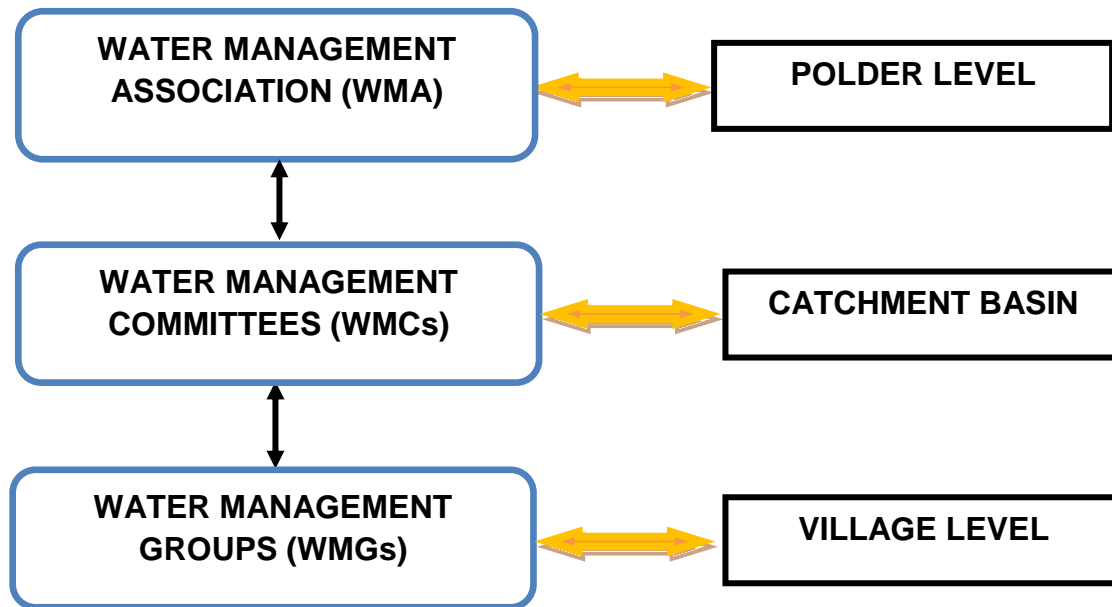 WATER MANAGEMENT
ASSOCIATION (WMA)
POLDER LEVEL
WATER MANAGEMENT
COMMITTEES (WMCs)
CATCHMENT BASIN
WATER MANAGEMENT
GROUPS (WMGs)
VILLAGE LEVEL